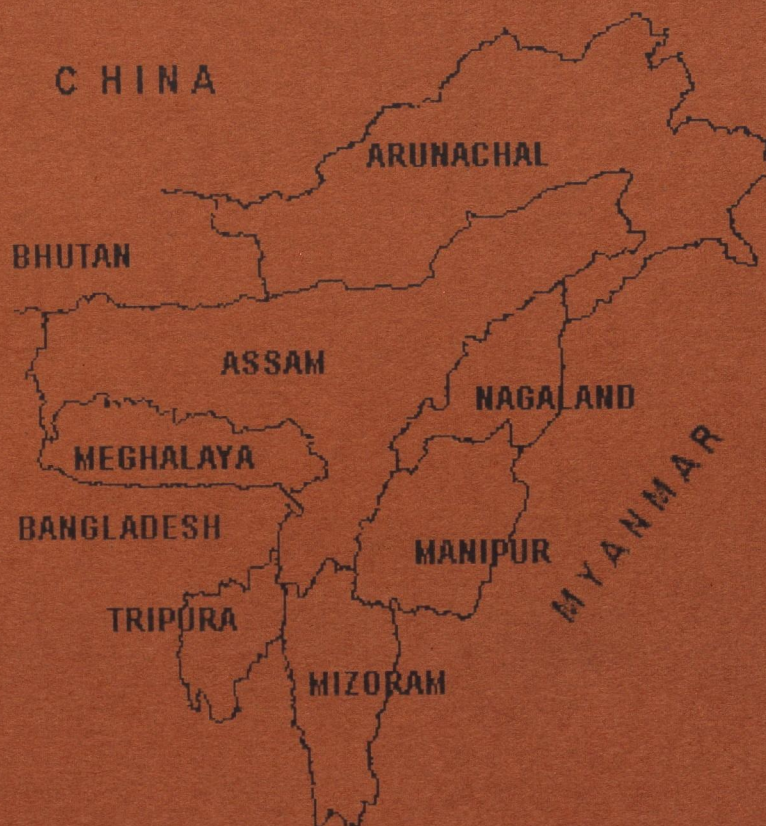 CHINA
ARUNACHAL
BHUTAN
ASSAM
NAGALAND
MEGHALAYA
BANGLADESH
MANIPUR
MYANMAR
TRIPURA
MIZORAM